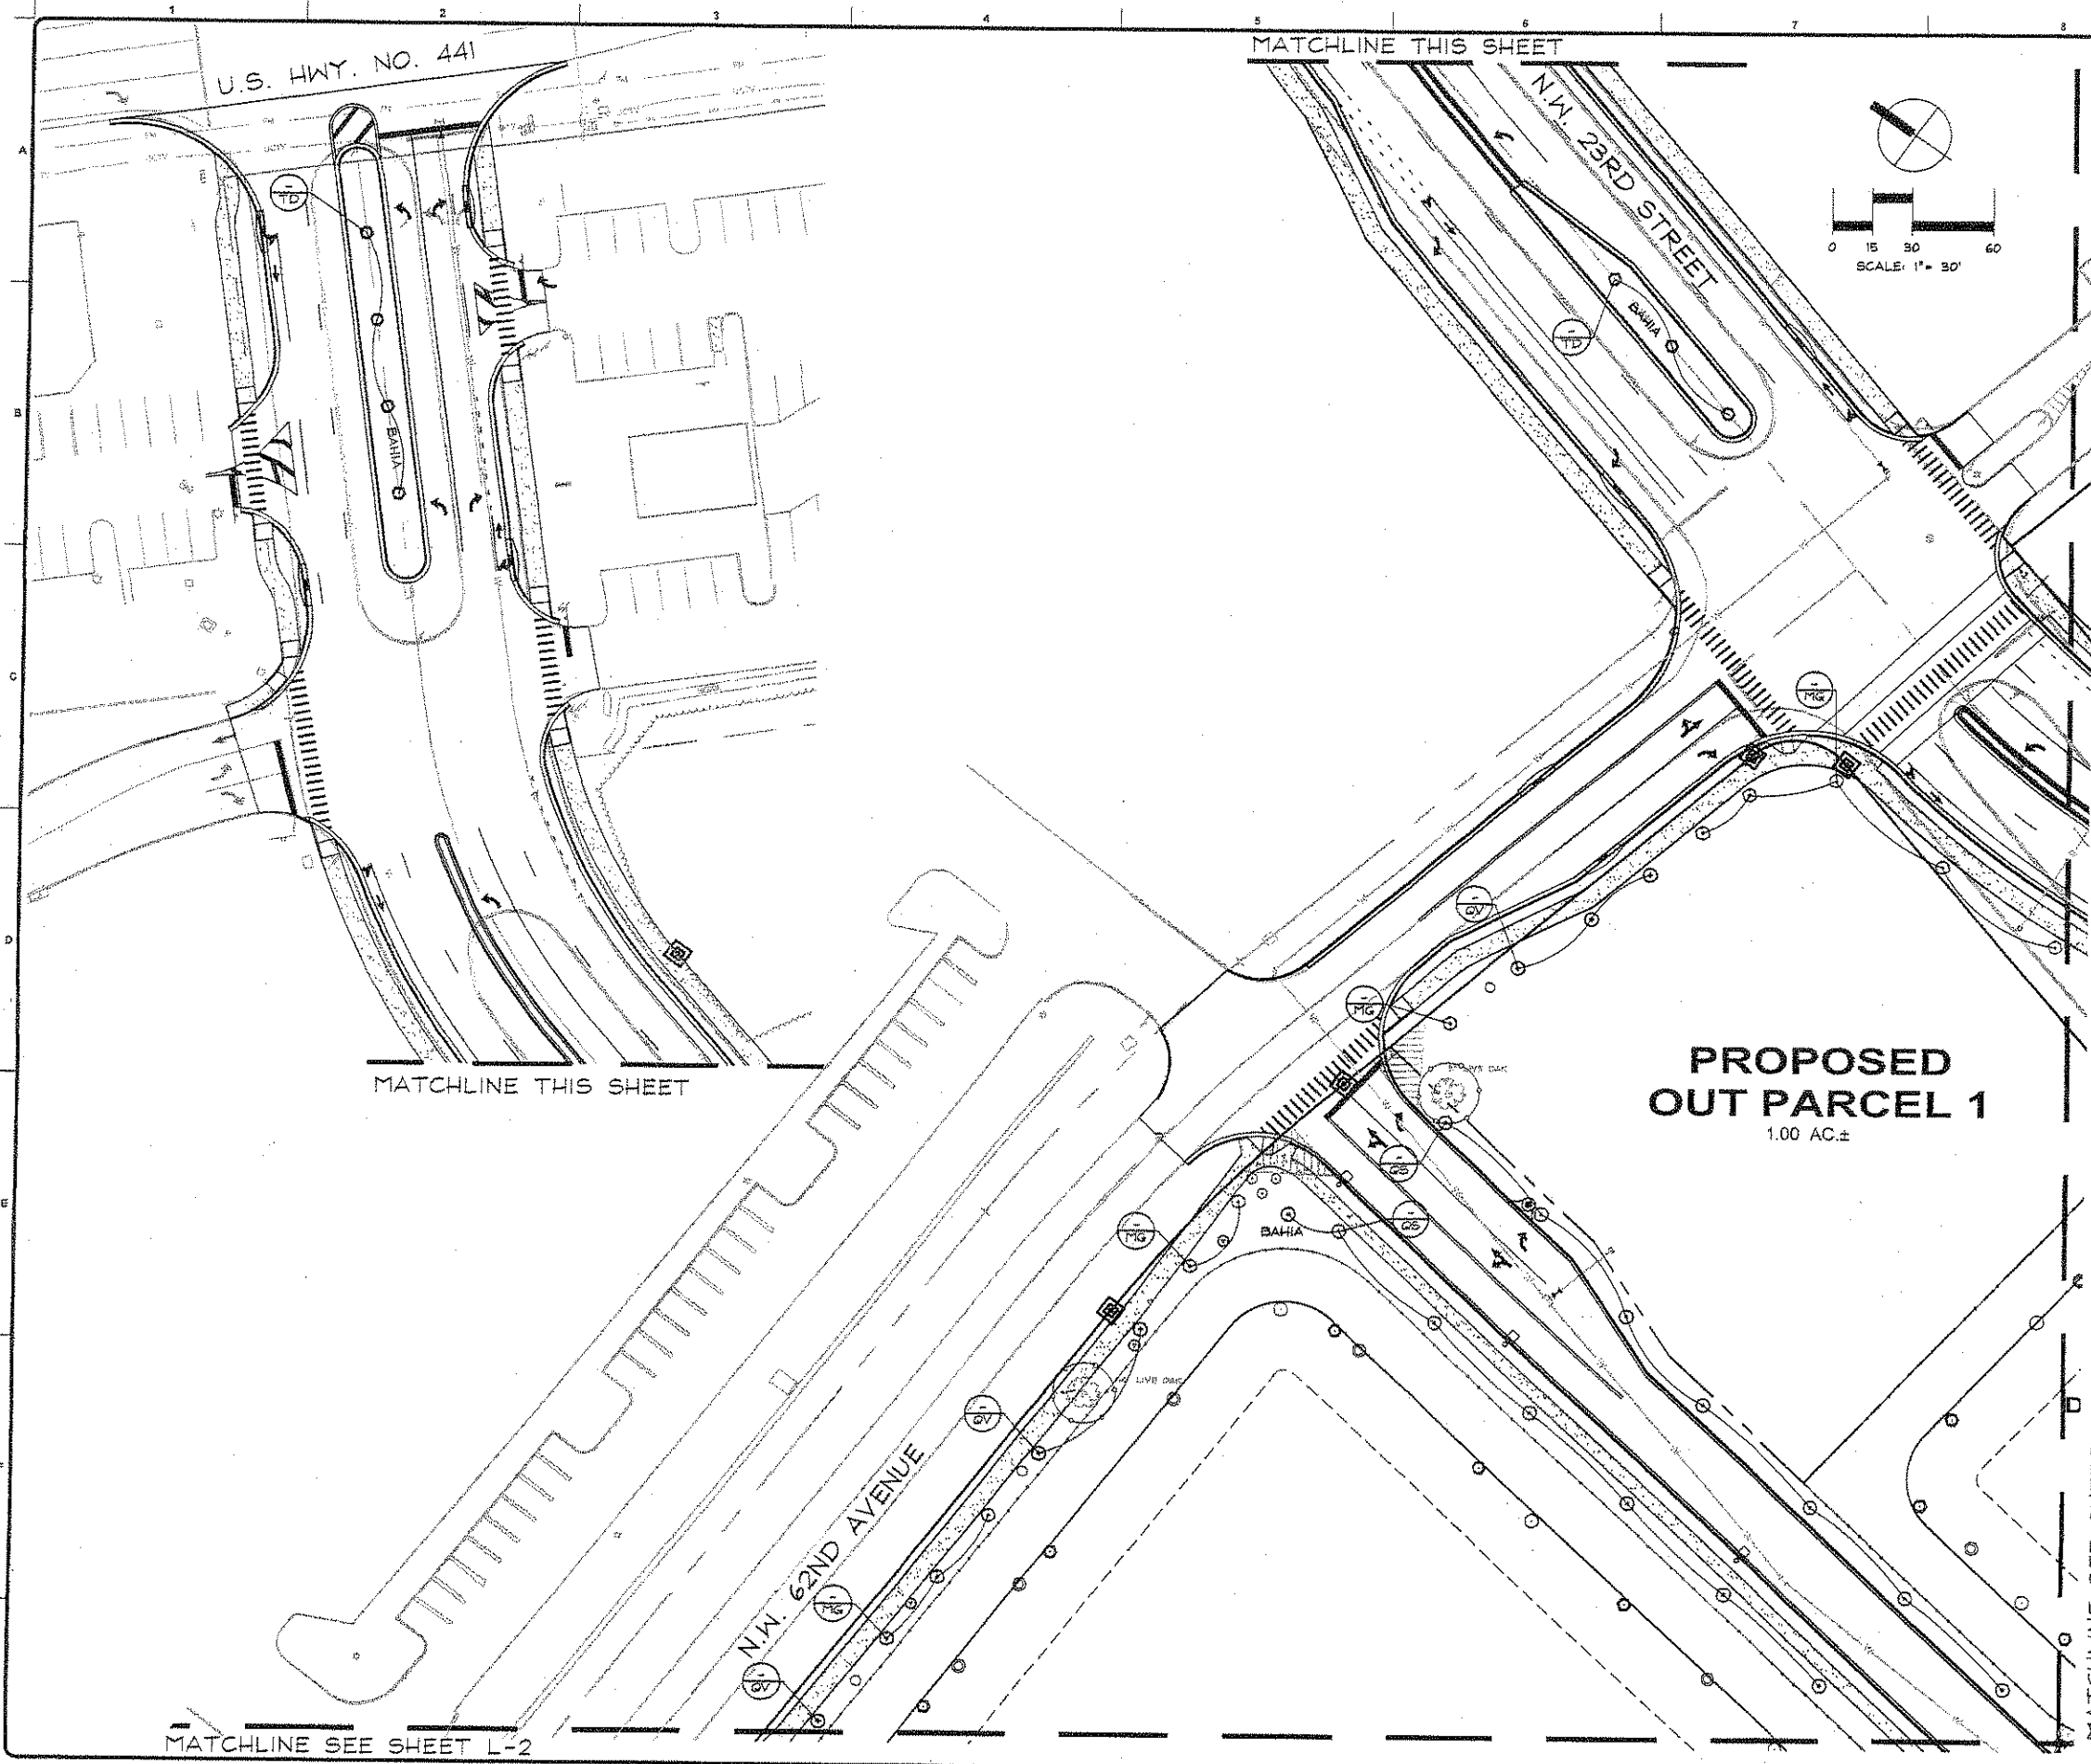 1 2 3 4 5 6 7 8
MATCHLINE THIS SHEET
U.S. HWY. NO. 441
N.W. 23RD STREET
A
TD
0 15 30 60
SCALE: 1"= 30'
BAHIA
TD
B
BAHIA
C
MG
D
QV
MG
MATCHLINE THIS SHEET
PROPOSED
OUT PARCEL 1
1.00 AC.±
QS
E
MG
QS
BAHIA
LIVE OAK
QV
N.W. 62ND AVENUE
MG
QV
MATCHLINE SEE SHEET L-2